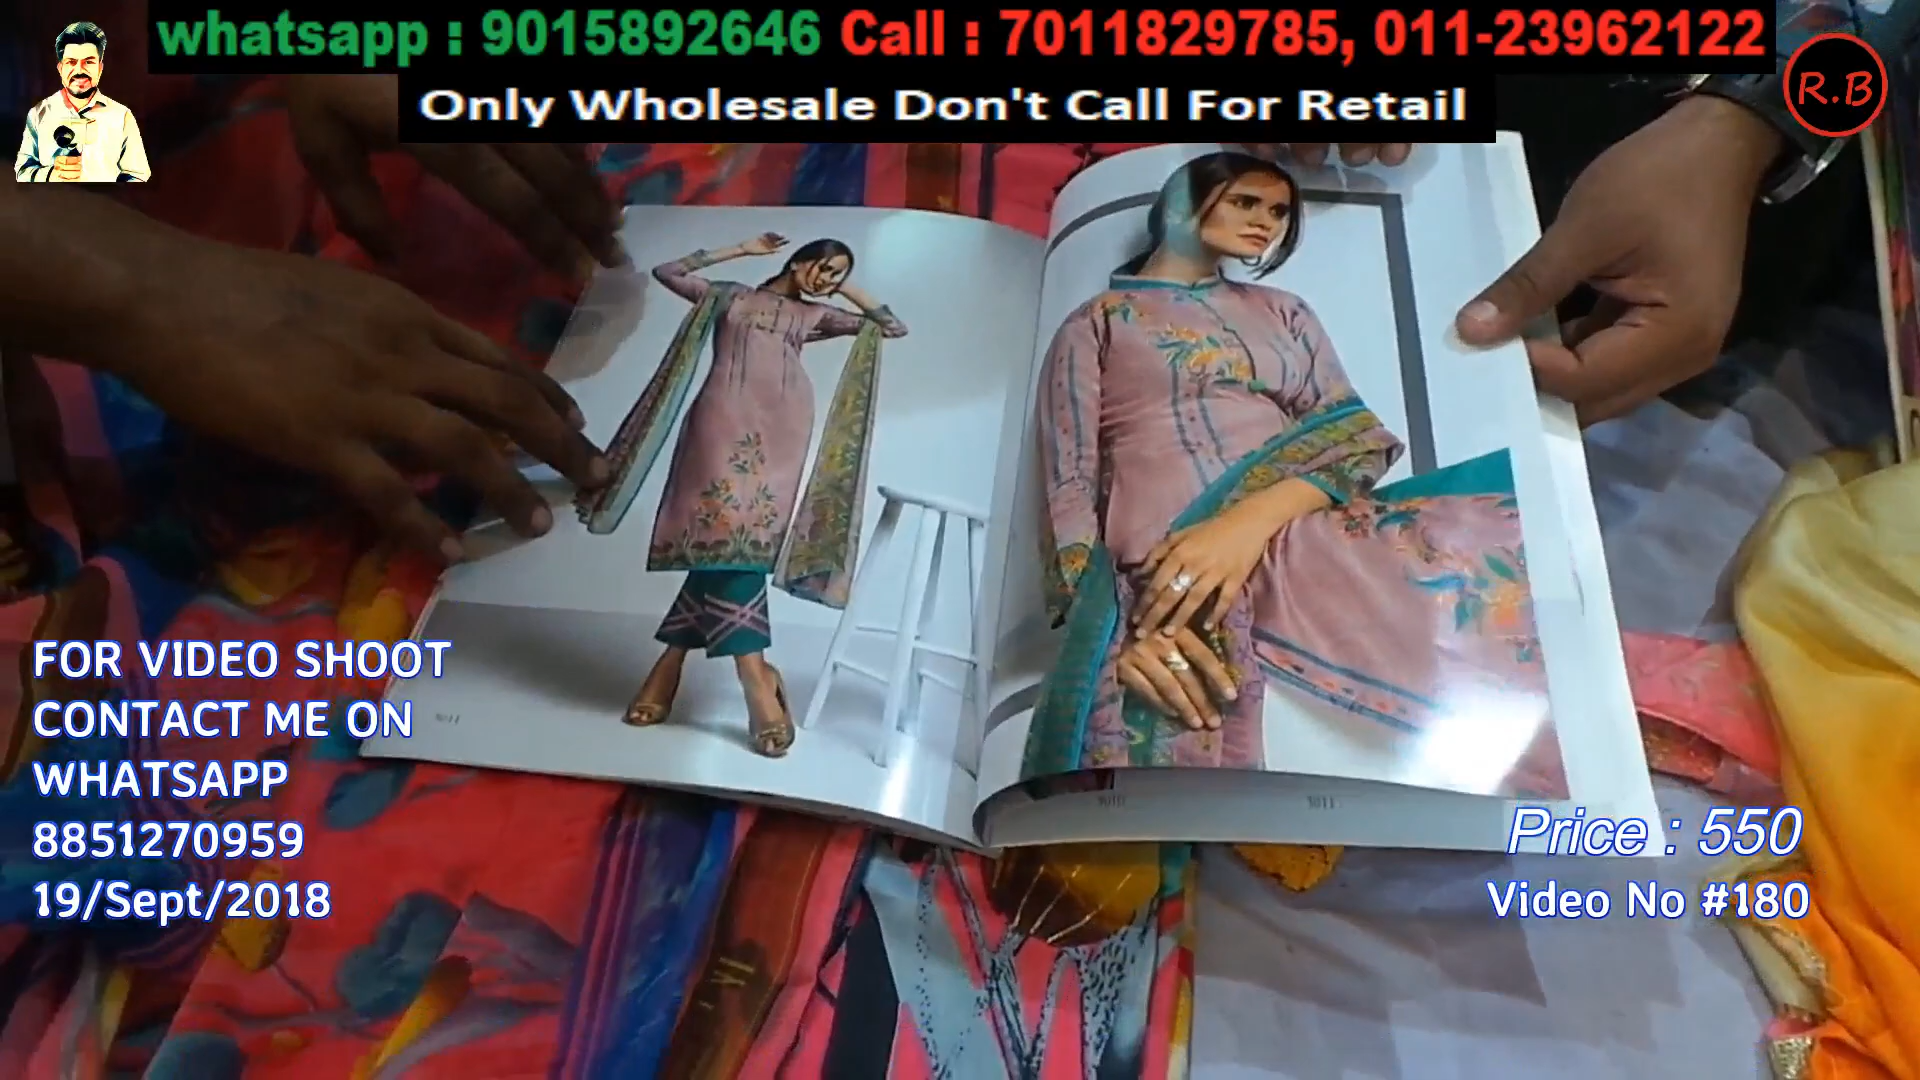 whatsapp : 9015892646 Call : 7011829785, 011-23962122
Only Wholesale Don't Call For Retail
R.B
FOR VIDEO SHOOT
CONTACT ME ON
WHATSAPP
8851270959
19/Sept/2018
Price : 550
Video No #180